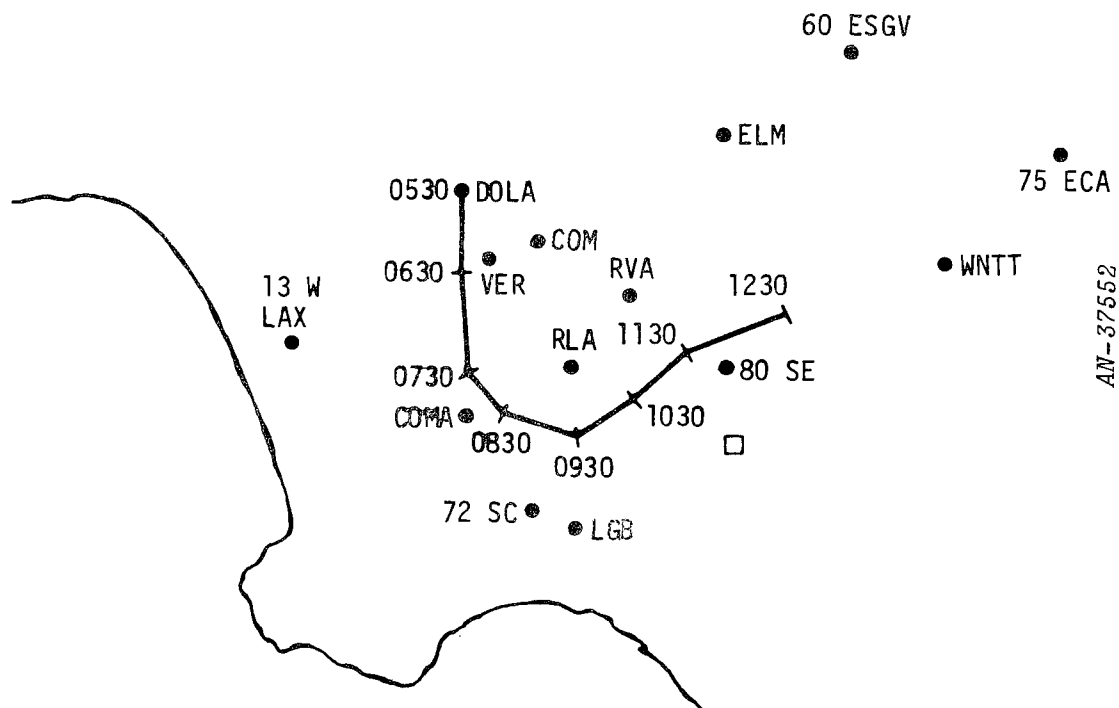 60 ESGV
ELM
75 ECA
0530 DOLA
COM
0630
VER
RVA
WNTT
13 W
LAX
1230
1130
RLA
0730
80 SE
COMA
0830
1030
0930
72 SC
LGB
AN-37552